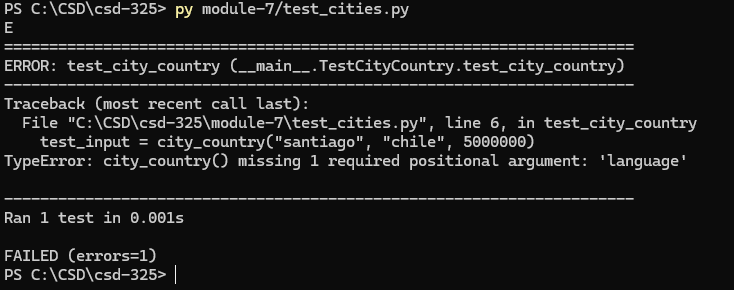 PS C:\CSD\csd-325> py module-7/test_cities.py
E
======================================================================
ERROR: test_city_country (__main__.TestCityCountry.test_city_country)
----------------------------------------------------------------------
Traceback (most recent call last):
  File "C:\CSD\csd-325\module-7\test_cities.py", line 6, in test_city_country
    test_input = city_country("santiago", "chile", 5000000)
TypeError: city_country() missing 1 required positional argument: 'language'

----------------------------------------------------------------------
Ran 1 test in 0.001s

FAILED (errors=1)
PS C:\CSD\csd-325>